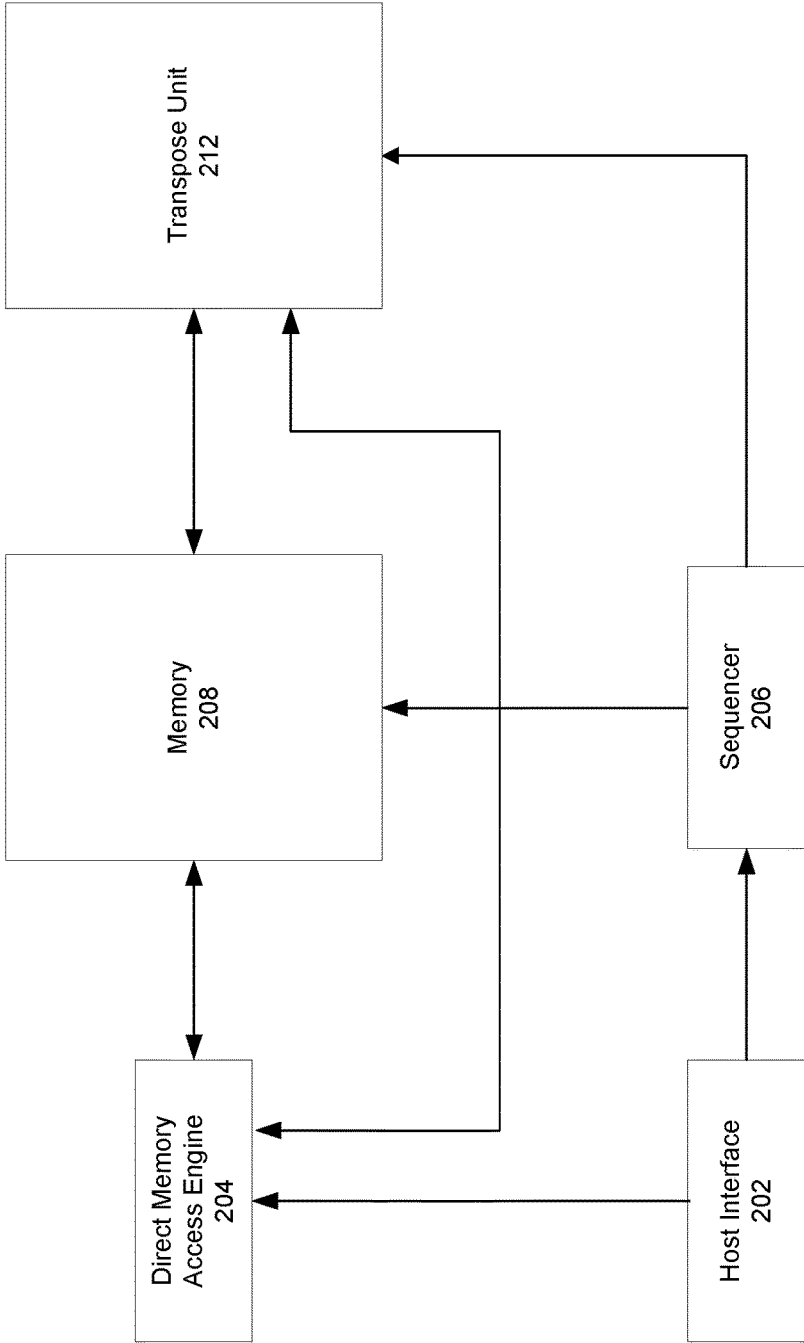 Direct Memory
Access Engine
204
Memory
208
Transpose Unit
212
Host Interface
202
Sequencer
206